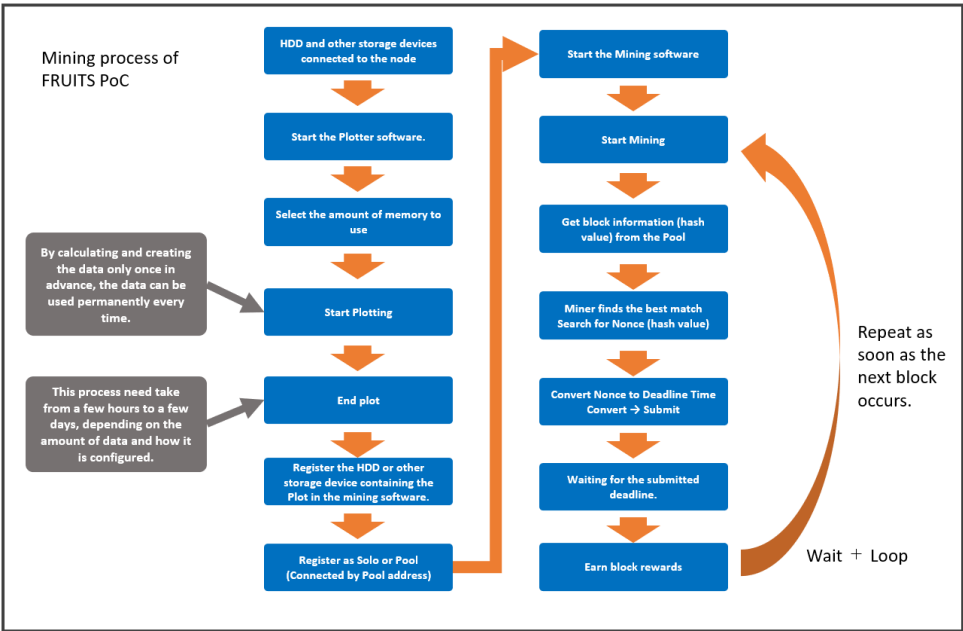 Mining process of
FRUITS PoC
HDD and other storage devices
connected to the node
Start the Plotter software.
Select the amount of memory to
use
By calculating and creating
the data only once in
advance, the data can be
used permanently every
time.
Start Plotting
This process need take
from a few hours to a few
days, depending on the
amount of data and how it
is configured.
End plot
Register the HDD or other
storage device containing the
Plot in the mining software.
Register as Solo or Pool
(Connected by Pool address)
Start the Mining software
Start Mining
Get block information (hash
value) from the Pool
Miner finds the best match
Search for Nonce (hash value)
Convert Nonce to Deadline Time
Convert → Submit
Waiting for the submitted
deadline.
Earn block rewards
Repeat as
soon as the
next block
occurs.
Wait + Loop